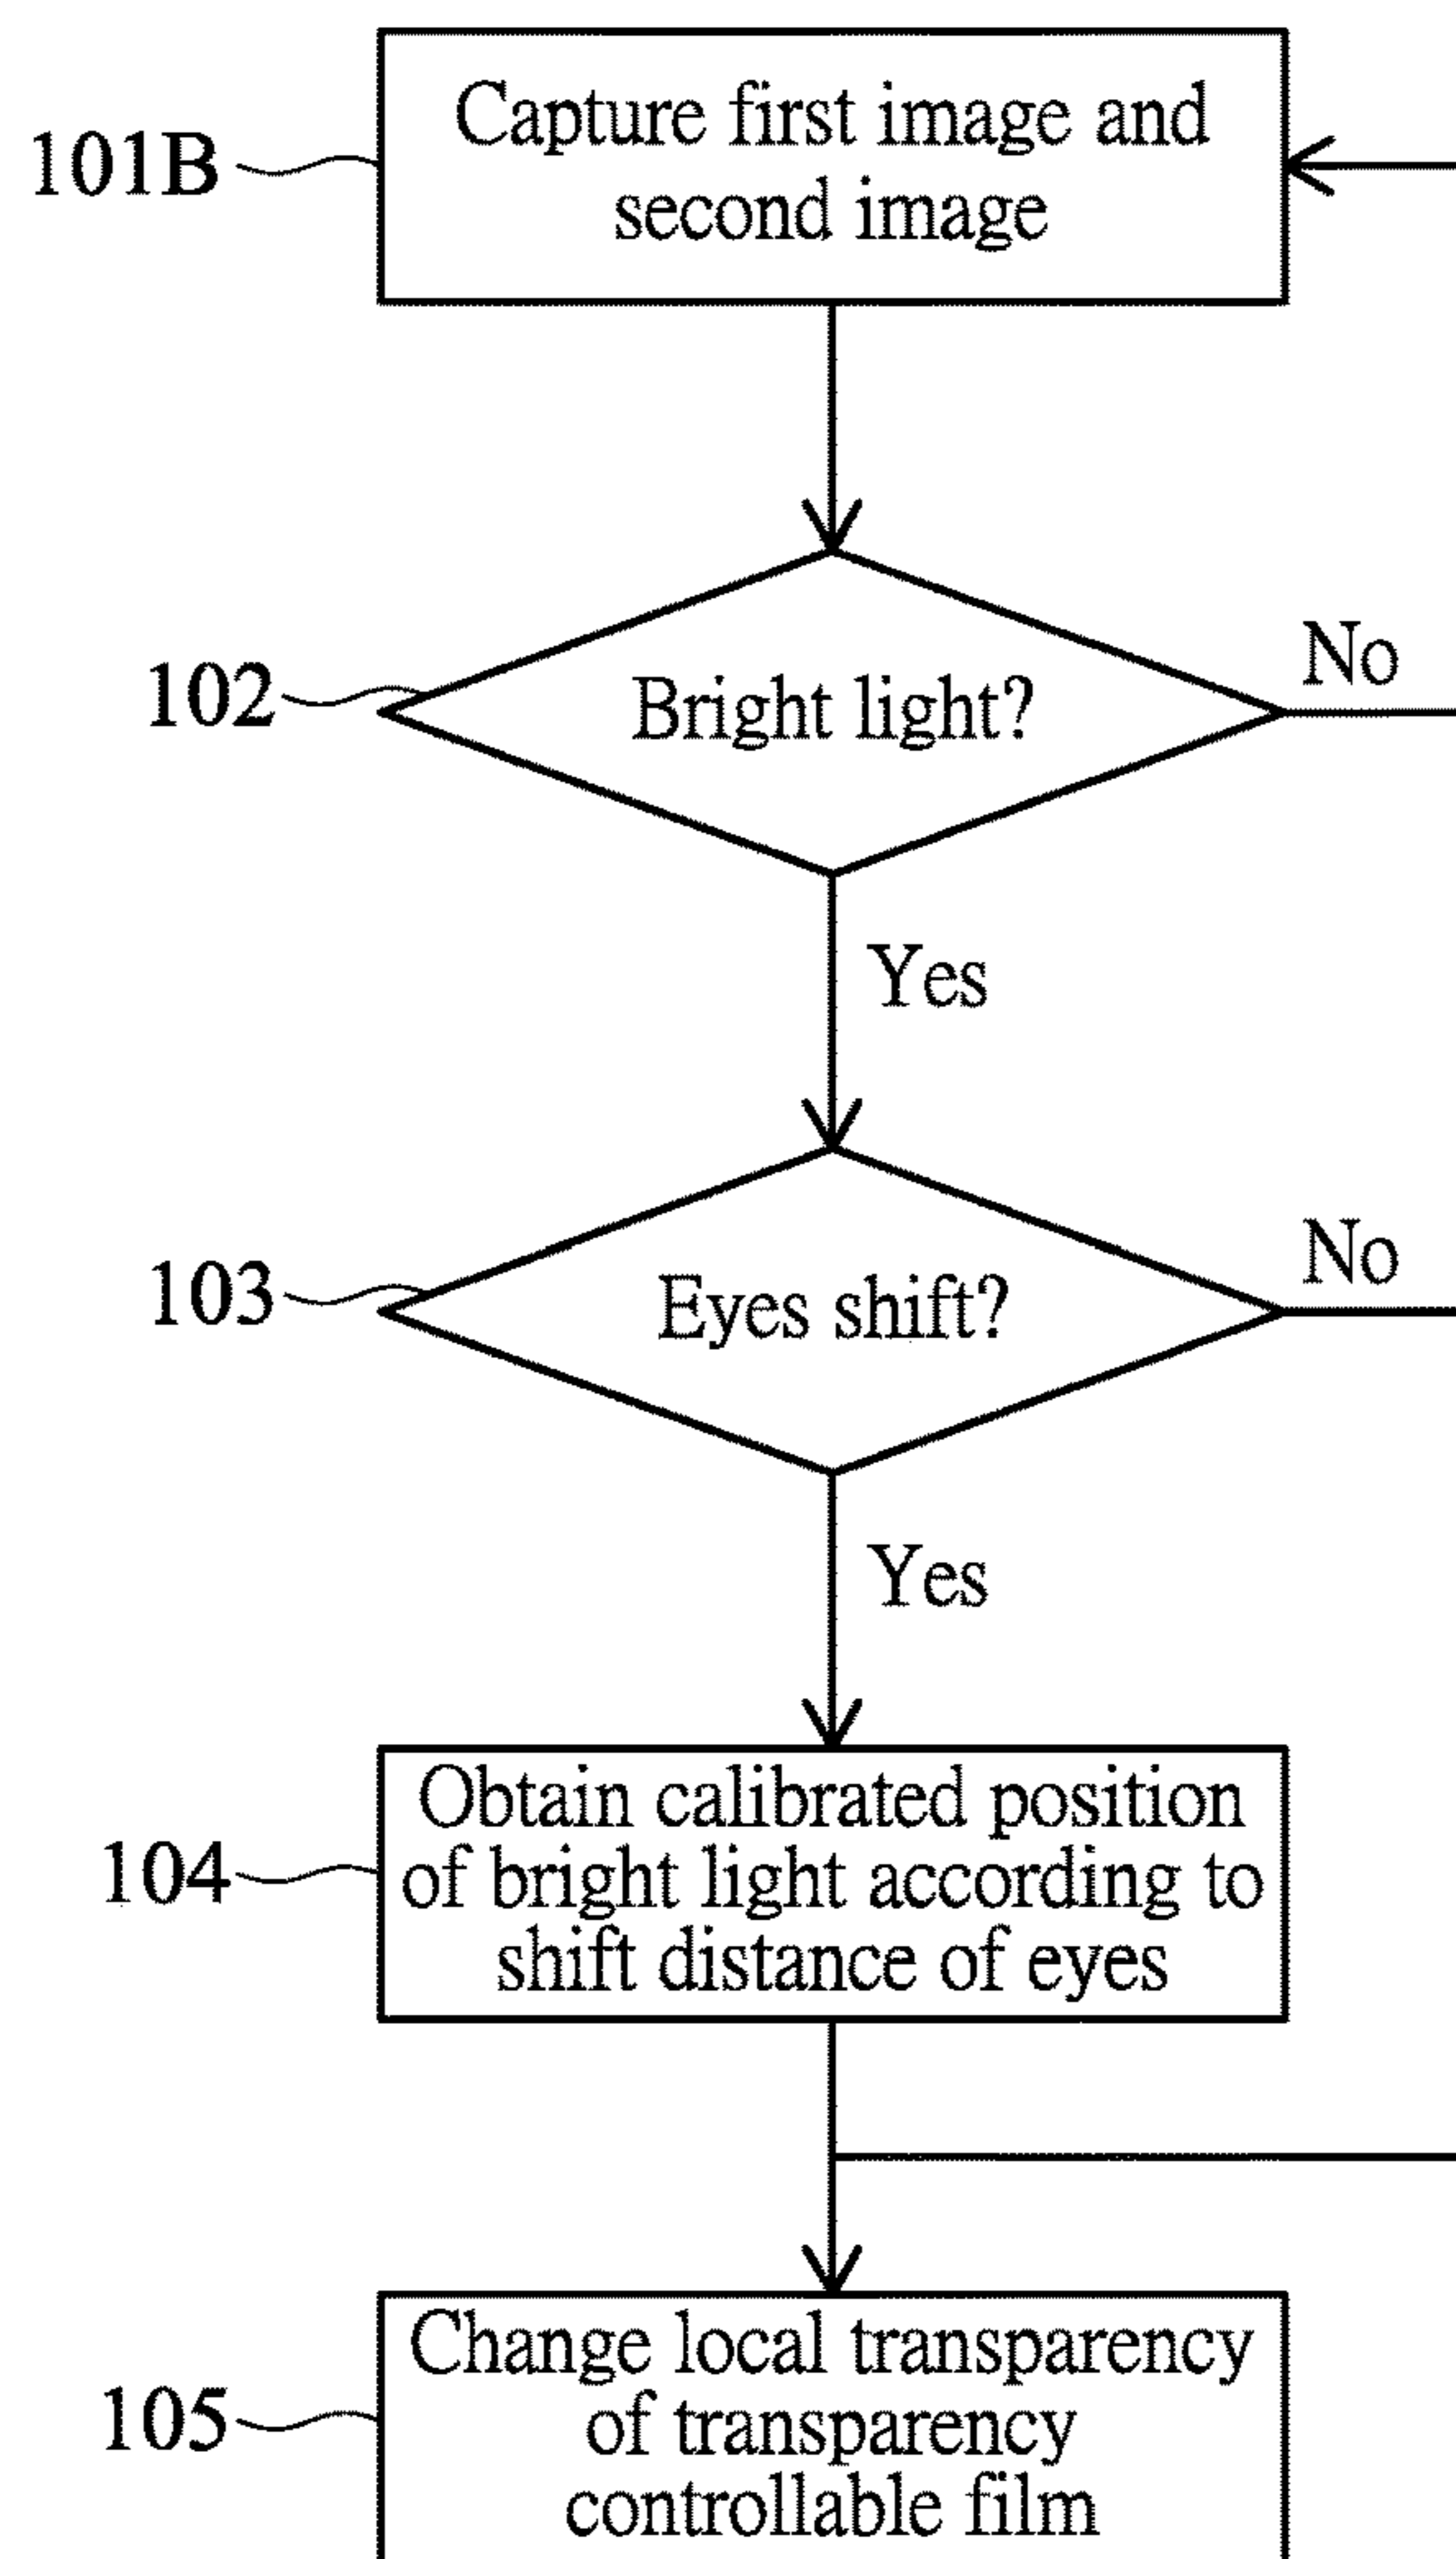 101B
Capture first image and
second image
102
Bright light?
No
Yes
103
Eyes shift?
No
Yes
104
Obtain calibrated position
of bright light according to
shift distance of eyes
105
Change local transparency
of transparency
controllable film